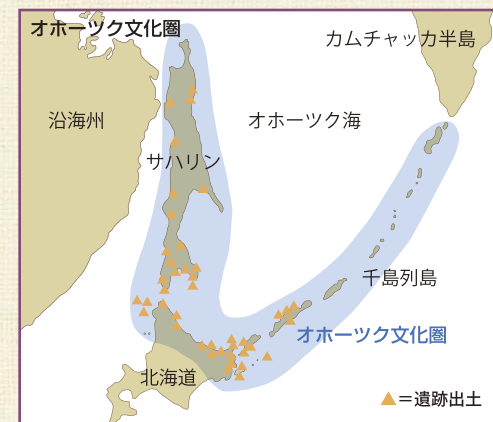 オホーツク文化圏
カムチャッカ半島
沿海州
オホーツク海
サハリン
千島列島
オホーツク文化圏
北海道
▲＝遺跡出土